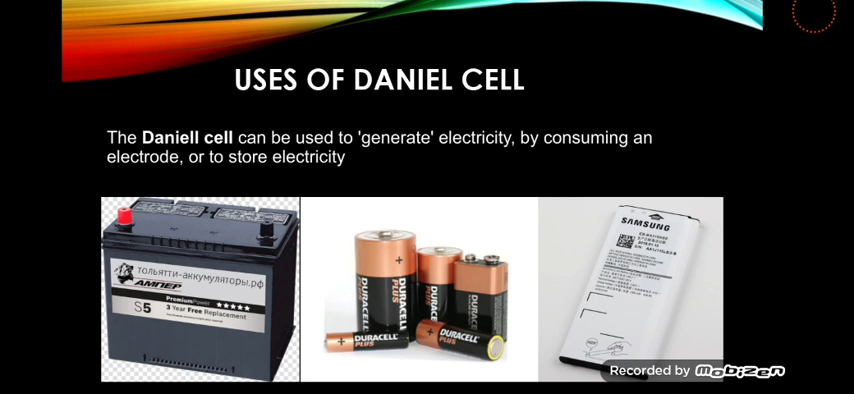 USES OF DANIEL CELL
The Daniell cell can be used to 'generate' electricity, by consuming an
electrode, or to store electricity
тольятти-аккумуляторы.рф
АМПЕР
S5
PremiumPower ★★★★★
3 Year Free Replacement
DURACELL
PLUS
DURACELL
PLUS
DURACELL
DURACELL
PLUS
DURACELL
PLUS
SAMSUNG
Recorded by Mobizen